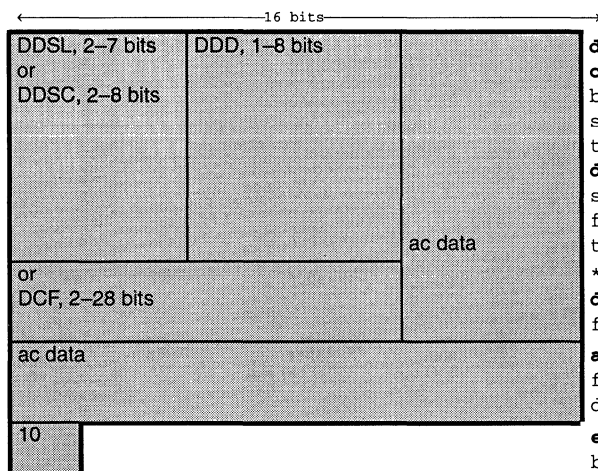 16 bits
DDSL, 2–7 bits
or
DDSC, 2–8 bits
DDD, 1–8 bits
ac data
or
DCF, 2–28 bits
ac data
10